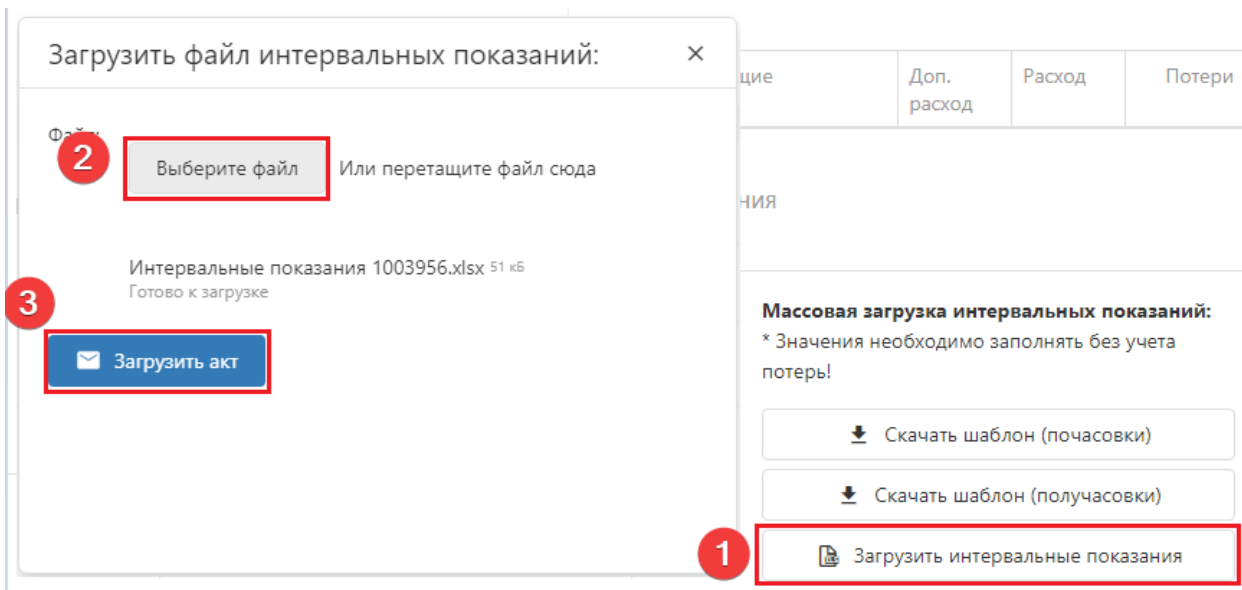 Загрузить файл интервальных показаний:
Файл:
2
Выберите файл
Или перетащите файл сюда
Интервальные показания 1003956.xlsx 51 кБ
Готово к загрузке
3
Загрузить акт
Доп.
расход
Расход
Потери
Массовая загрузка интервальных показаний:
* Значения необходимо заполнять без учета
потерь!
Скачать шаблон (почасовки)
Скачать шаблон (получасовки)
1
Загрузить интервальные показания